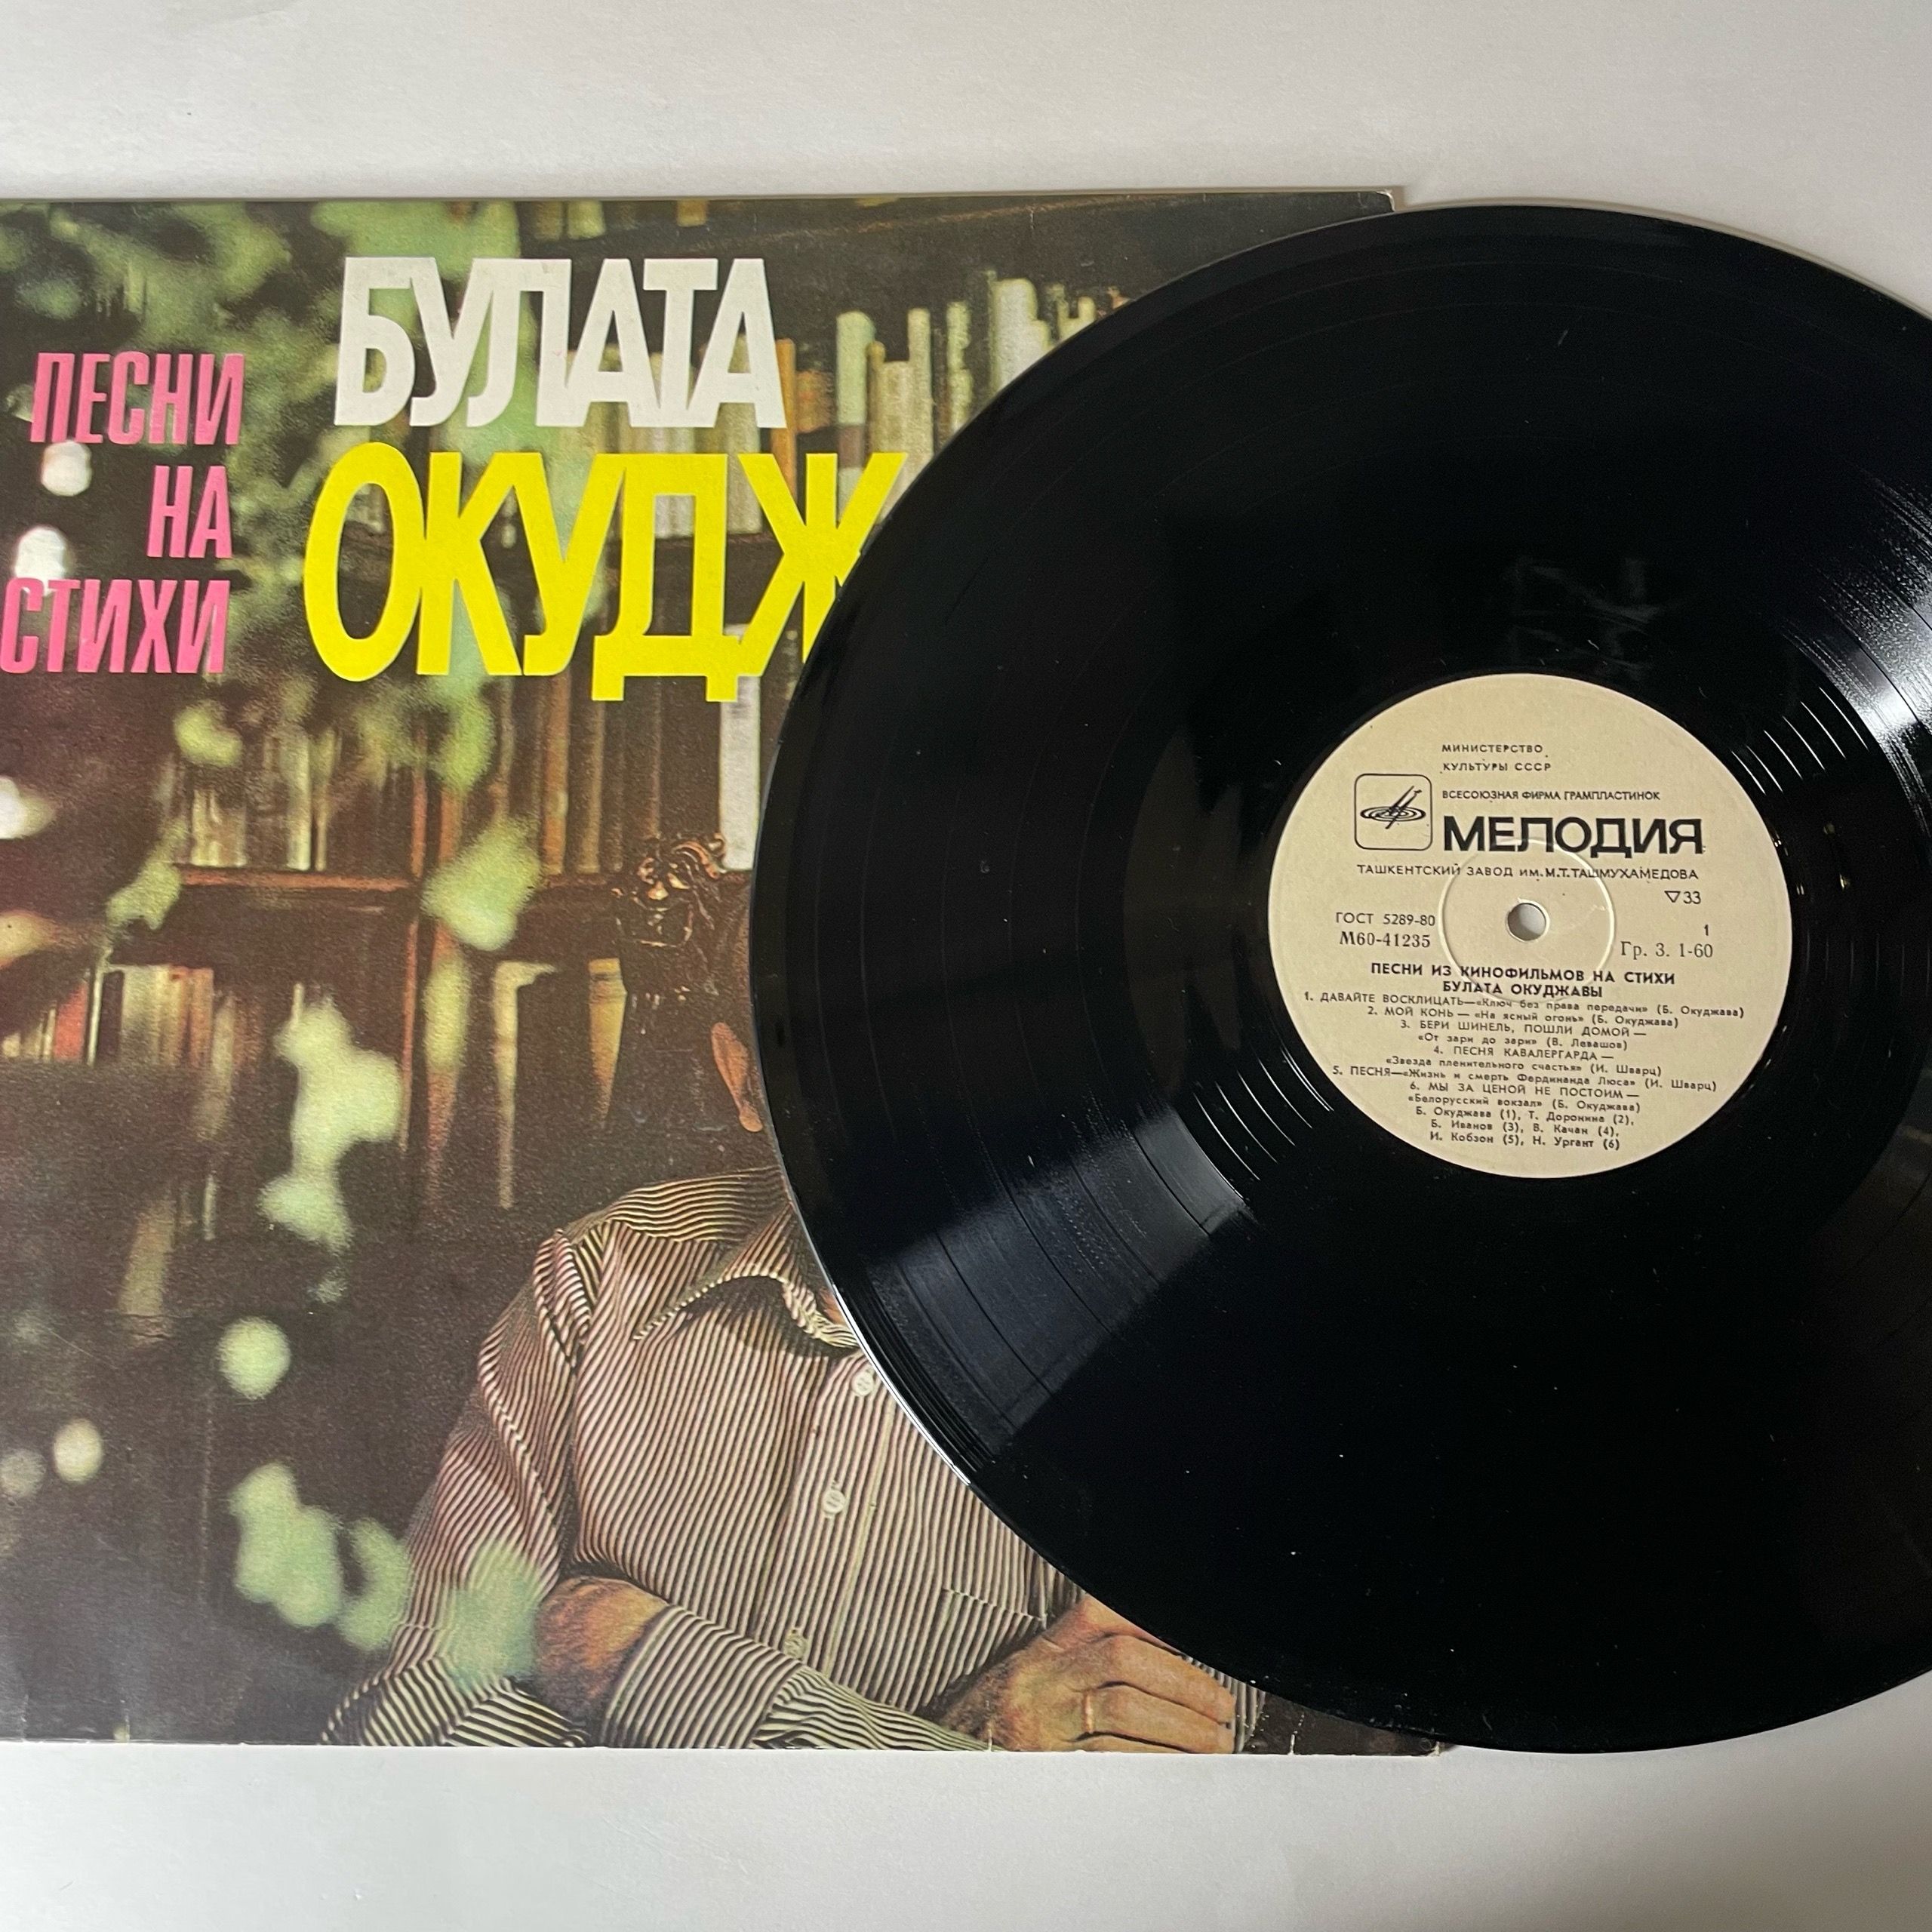 ПЕСНИ
НА
СТИХИ
БУЛАТА
ОКУДЖ
МИНИСТЕРСТВО
КУЛЬТУРЫ СССР
ВСЕСОЮЗНАЯ ФИРМА ГРАМПЛАСТИНОК
МЕЛОДИЯ
ТАШКЕНТСКИЙ ЗАВОД ИМ. М.Т.ТАШМУХАМЕДОВА
▽33
ГОСТ 5289-80
1
М60-41235
Гр. 3. 1-60
ПЕСНИ ИЗ КИНОФИЛЬМОВ НА СТИХИ
БУЛАТА ОКУДЖАВЫ
1. ДАВАЙТЕ ВОСКЛИЦАТЬ—«Ключ без права передачи» (Б. Окуджава)
2. МОЙ КОНЬ — «На ясный огонь» (Б. Окуджава)
3. БЕРИ ШИНЕЛЬ, ПОШЛИ ДОМОЙ —
«От зари до зари» (В. Левашов)
4. ПЕСНЯ КАВАЛЕРГАРДА —
«Звезда пленительного счастья» (И. Шварц)
5. ПЕСНЯ—«Жизнь и смерть Фердинанда Люса» (И. Шварц)
6. МЫ ЗА ЦЕНОЙ НЕ ПОСТОИМ —
«Белорусский вокзал» (Б. Окуджава)
Б. Окуджава (1), Т. Доронина (2),
Б. Иванов (3), В. Качан (4),
И. Кобзон (5), Н. Ургант (6)